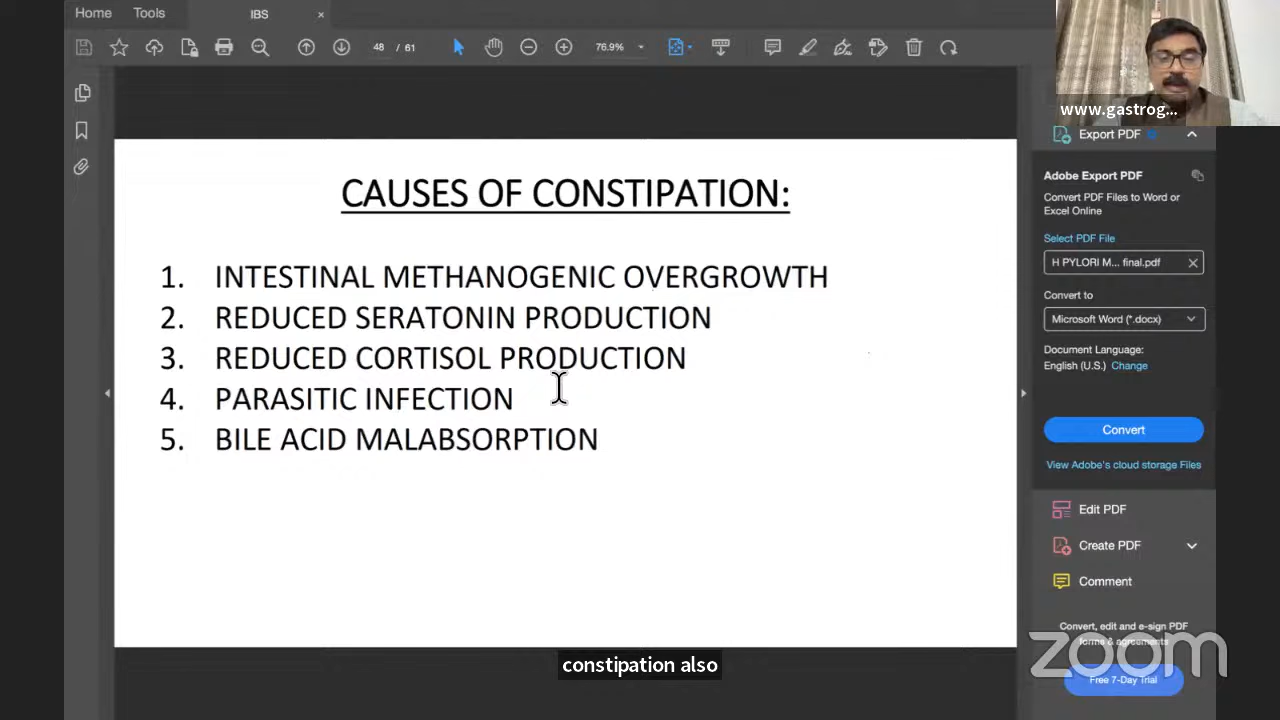 Home Tools IBS ×
48 / 61 76.9%
www.gastrog...
Export PDF
Adobe Export PDF
Convert PDF Files to Word or
Excel Online
Select PDF File
H PYLORI M... final.pdf
Convert to
Microsoft Word (*.docx)
Document Language:
English (U.S.) Change
Convert
View Adobe's cloud storage Files
Edit PDF
Create PDF
Comment
Convert, edit and e-sign PDF
forms & agreements
Free 7-Day Trial
zoom
CAUSES OF CONSTIPATION:
1. INTESTINAL METHANOGENIC OVERGROWTH
2. REDUCED SERATONIN PRODUCTION
3. REDUCED CORTISOL PRODUCTION
4. PARASITIC INFECTION
5. BILE ACID MALABSORPTION
constipation also